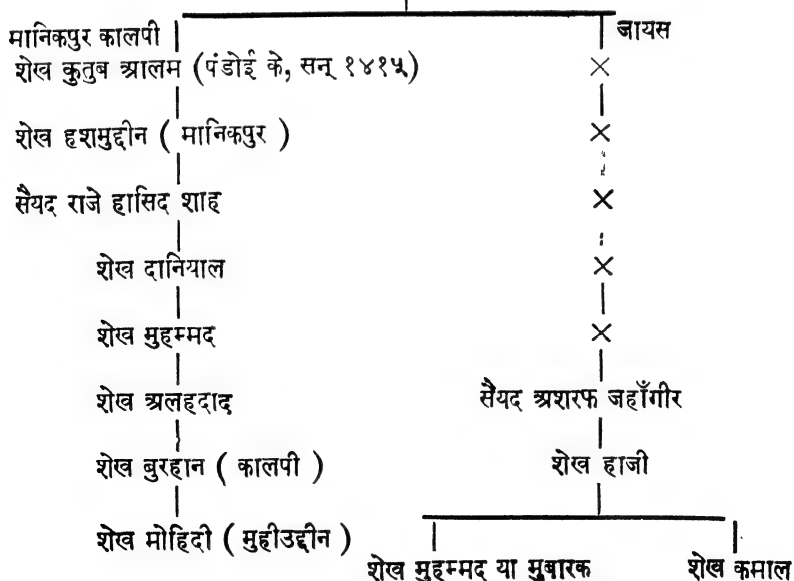 मानिकपुर कालपी जायस
शेख कुतुब आलम (पंडोई के, सन् १४१५) ×
शेख हशमुद्दीन ( मानिकपुर ) ×
सैयद राजे हासिद शाह ×
शेख दानियाल ×
शेख मुहम्मद ×
शेख अलहदाद सैयद अशरफ जहाँगीर
शेख बुरहान ( कालपी ) शेख हाजी
शेख मोहिदी ( मुहीउद्दीन )
शेख मुहम्मद या मुबारक शेख कमाल